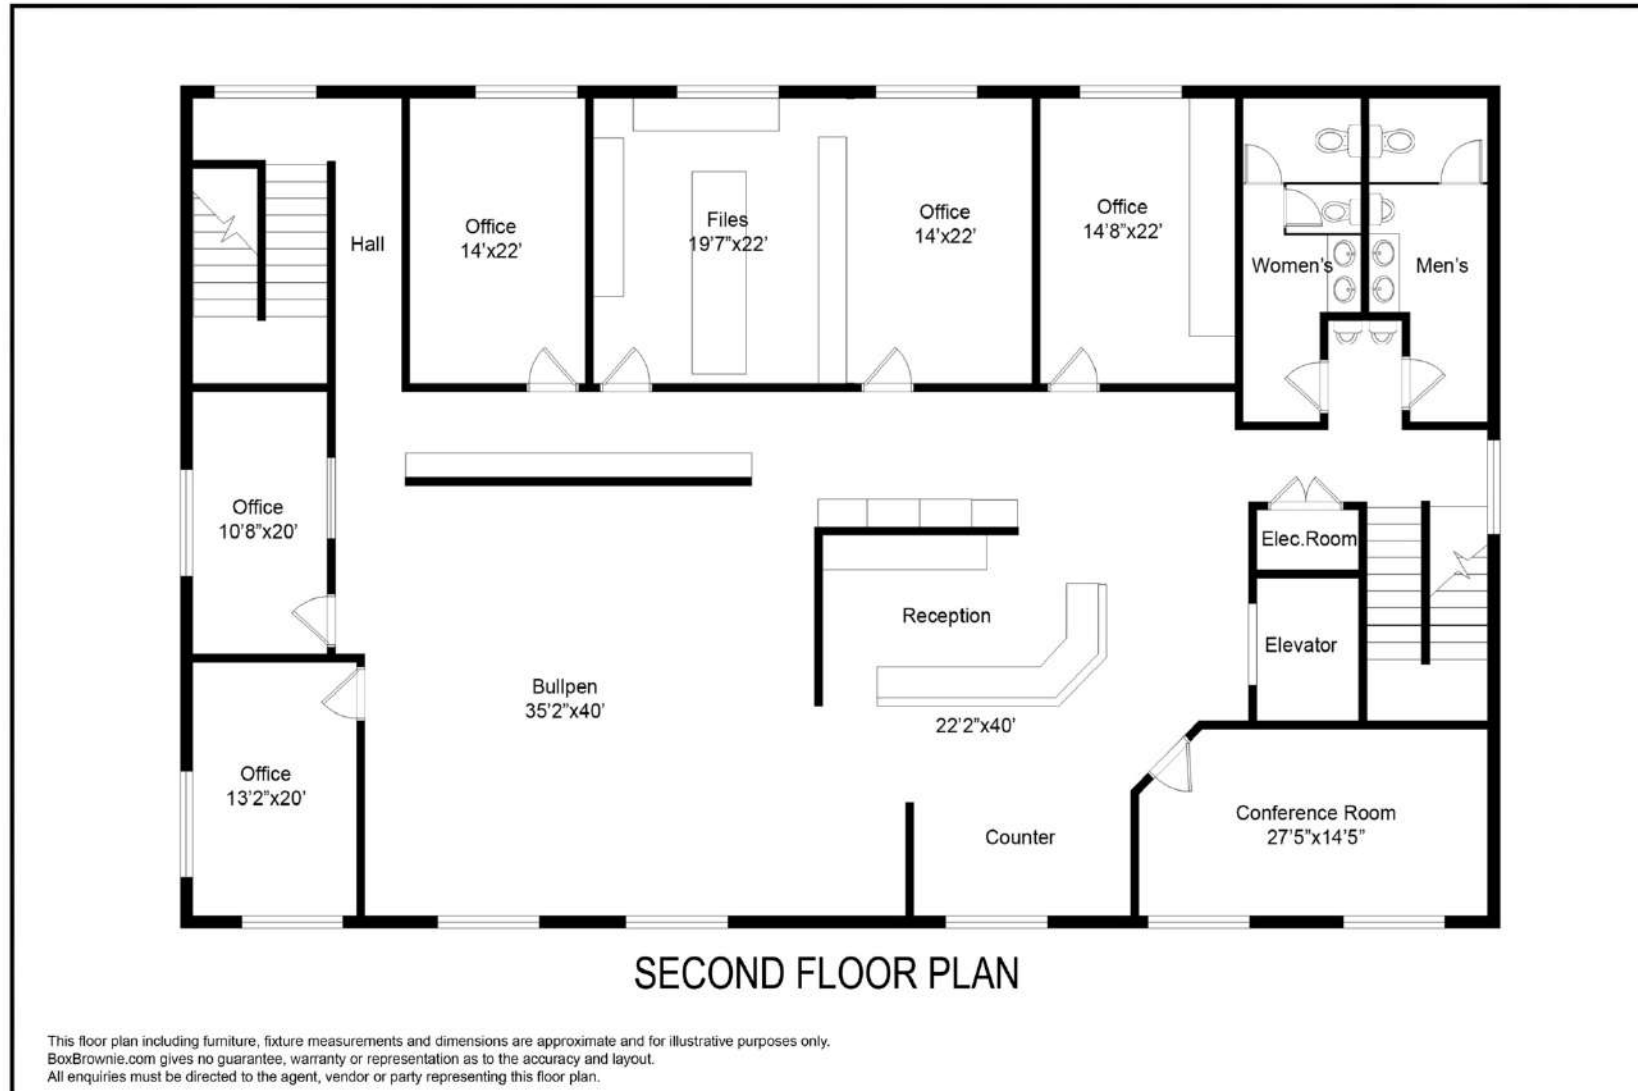 Hall
Office
14'x22'
Files
19'7"x22'
Office
14'x22'
Office
14'8"x22'
Women's
Men's
Office
10'8"x20'
Elec.Room
Reception
Elevator
Bullpen
35'2"x40'
22'2"x40'
Office
13'2"x20'
Counter
Conference Room
27'5"x14'5"
SECOND FLOOR PLAN
This floor plan including furniture, fixture measurements and dimensions are approximate and for illustrative purposes only.
BoxBrownie.com gives no guarantee, warranty or representation as to the accuracy and layout.
All enquiries must be directed to the agent, vendor or party representing this floor plan.